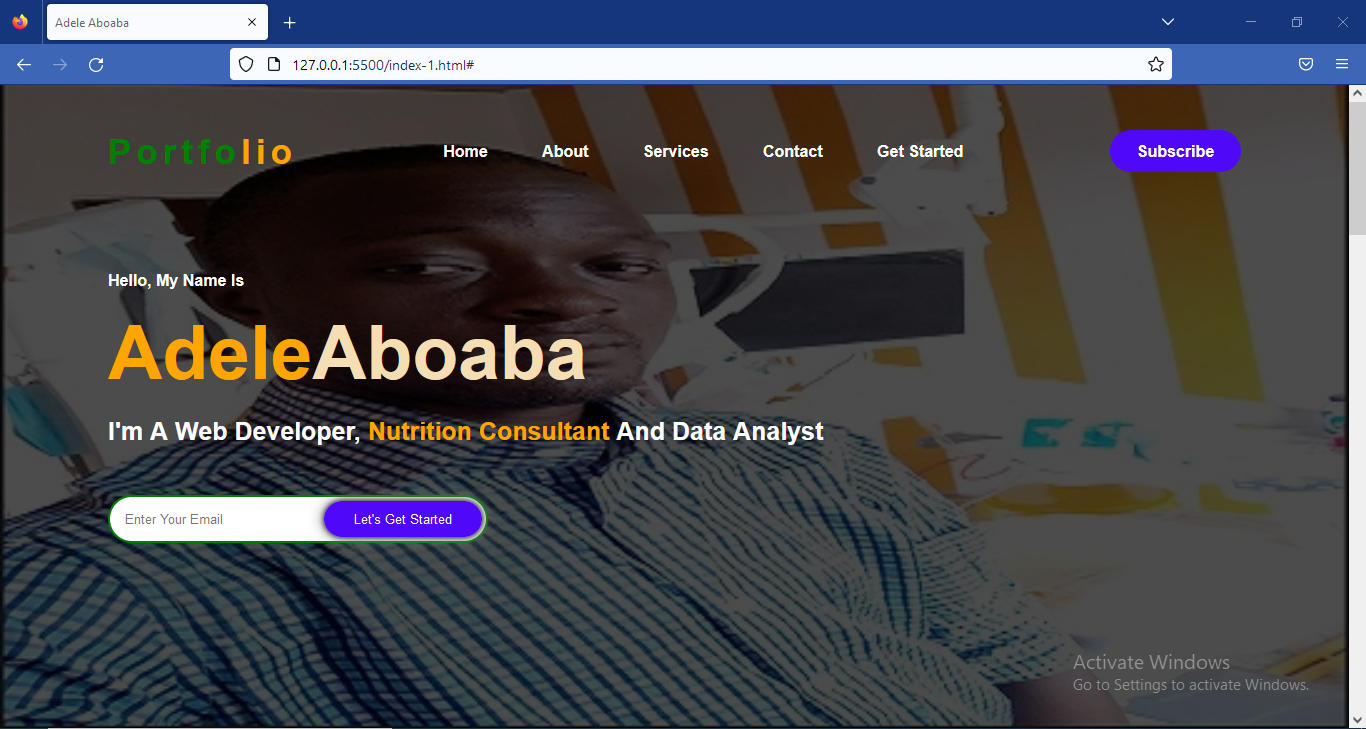 Adele Aboaba
127.0.0.1:5500/index-1.html#
Portfolio
Home
About
Services
Contact
Get Started
Subscribe
Hello, My Name Is
AdeleAboaba
I'm A Web Developer, Nutrition Consultant And Data Analyst
Enter Your Email
Let's Get Started
Activate Windows
Go to Settings to activate Windows.